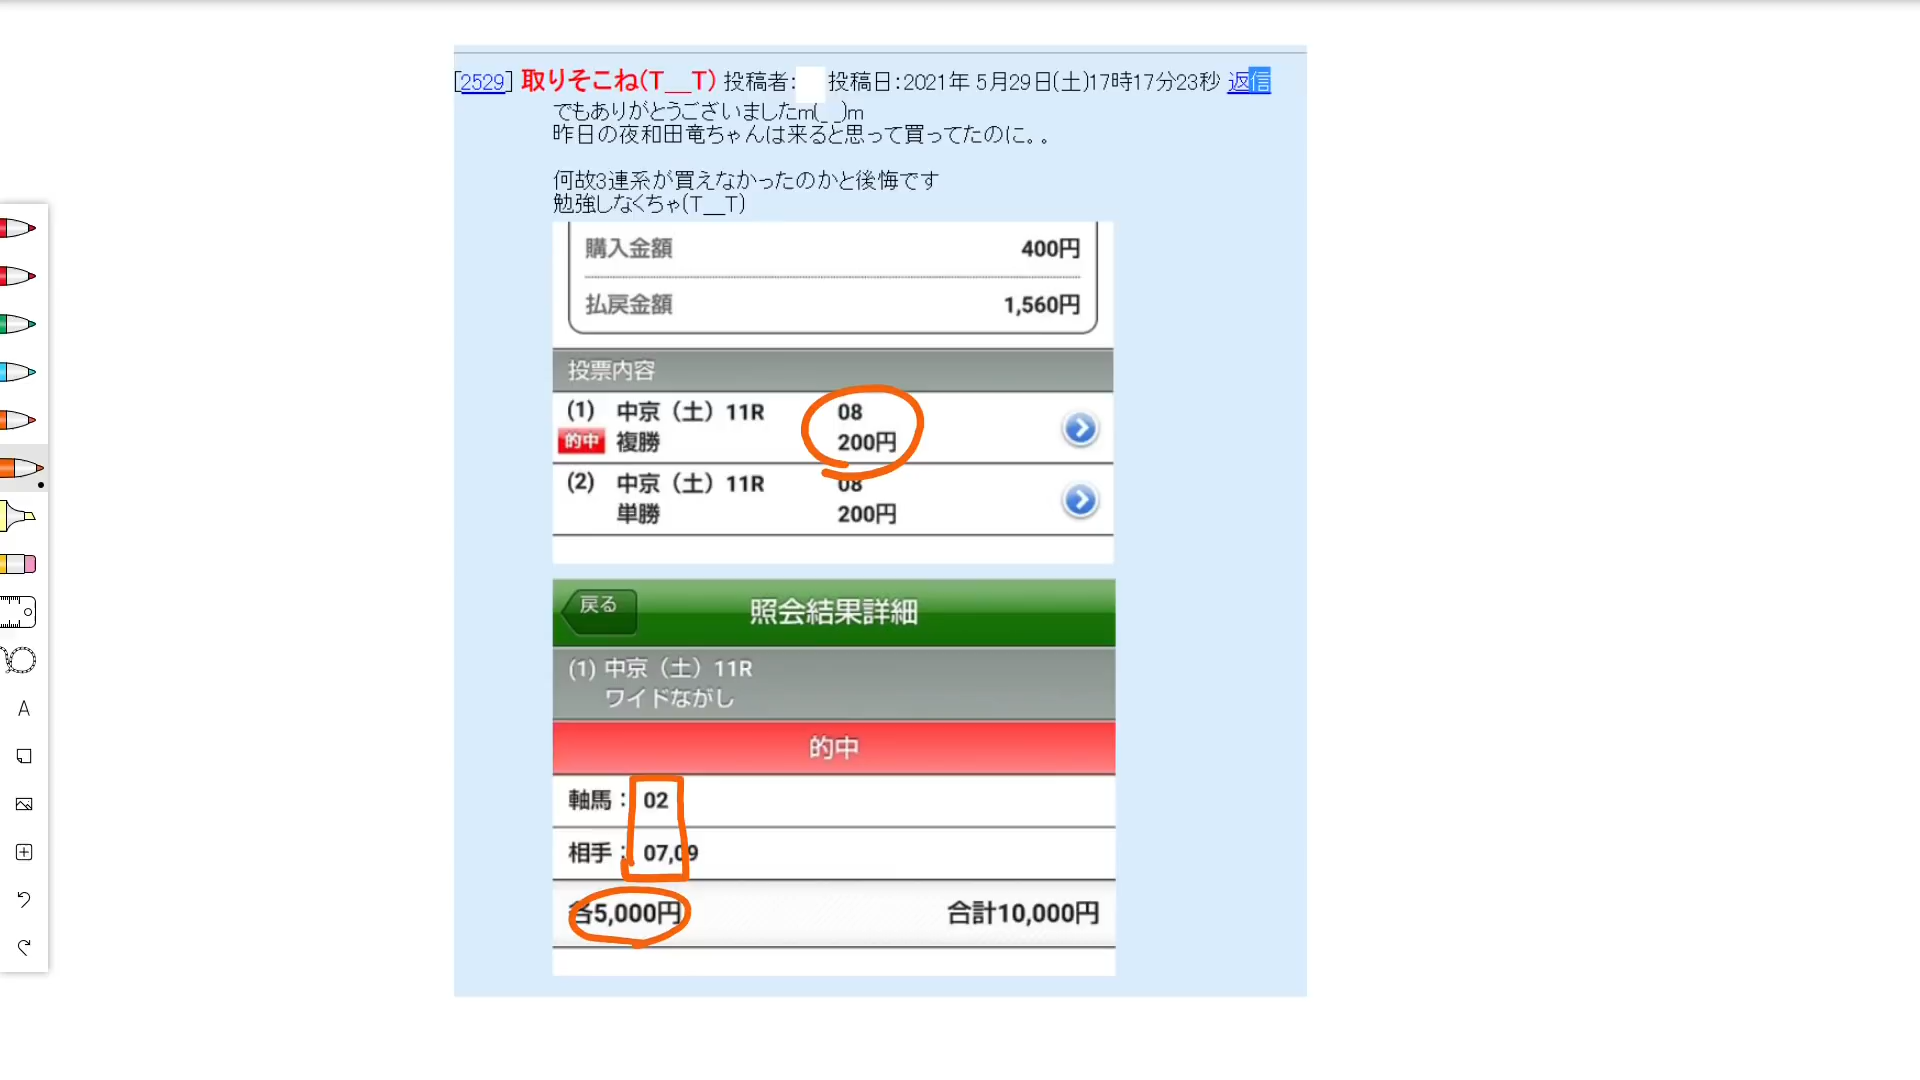 [2529] 取りそこね(T__T) 投稿者: 投稿日:2021年 5月29日(土)17時17分23秒 返信
でもありがとうございましたm(_ _)m
昨日の夜和田竜ちゃんは来ると思って買ってたのに。。
何故3連系が買えなかったのかと後悔です
勉強しなくちゃ(T__T)
購入金額 400円
払戻金額 1,560円
投票内容
(1) 中京（土）11R 08
的中 複勝 200円
(2) 中京（土）11R 08
単勝 200円
戻る 照会結果詳細
(1) 中京（土）11R
ワイドながし
的中
軸馬： 02
相手： 07,09
各5,000円 合計10,000円
A